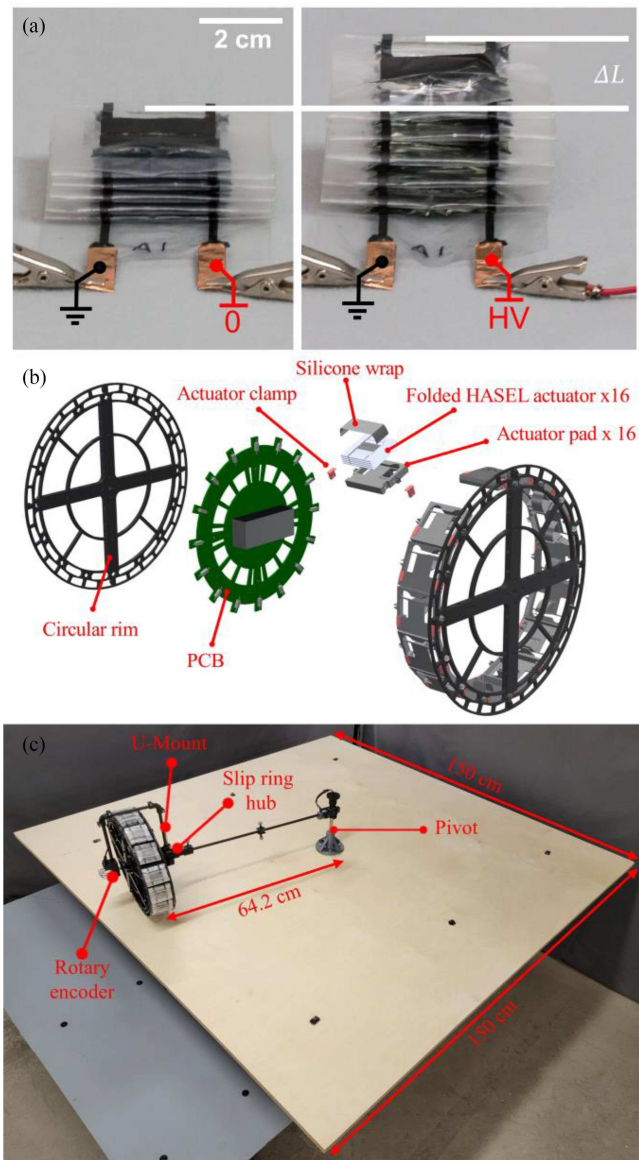 (a)
2 cm
ΔL
0
HV
(b)
Silicone wrap
Actuator clamp
Folded HASEL actuator x16
Actuator pad x 16
Circular rim
PCB
(c)
U-Mount
Slip ring
hub
150 cm
Pivot
64.2 cm
Rotary
encoder
150 cm